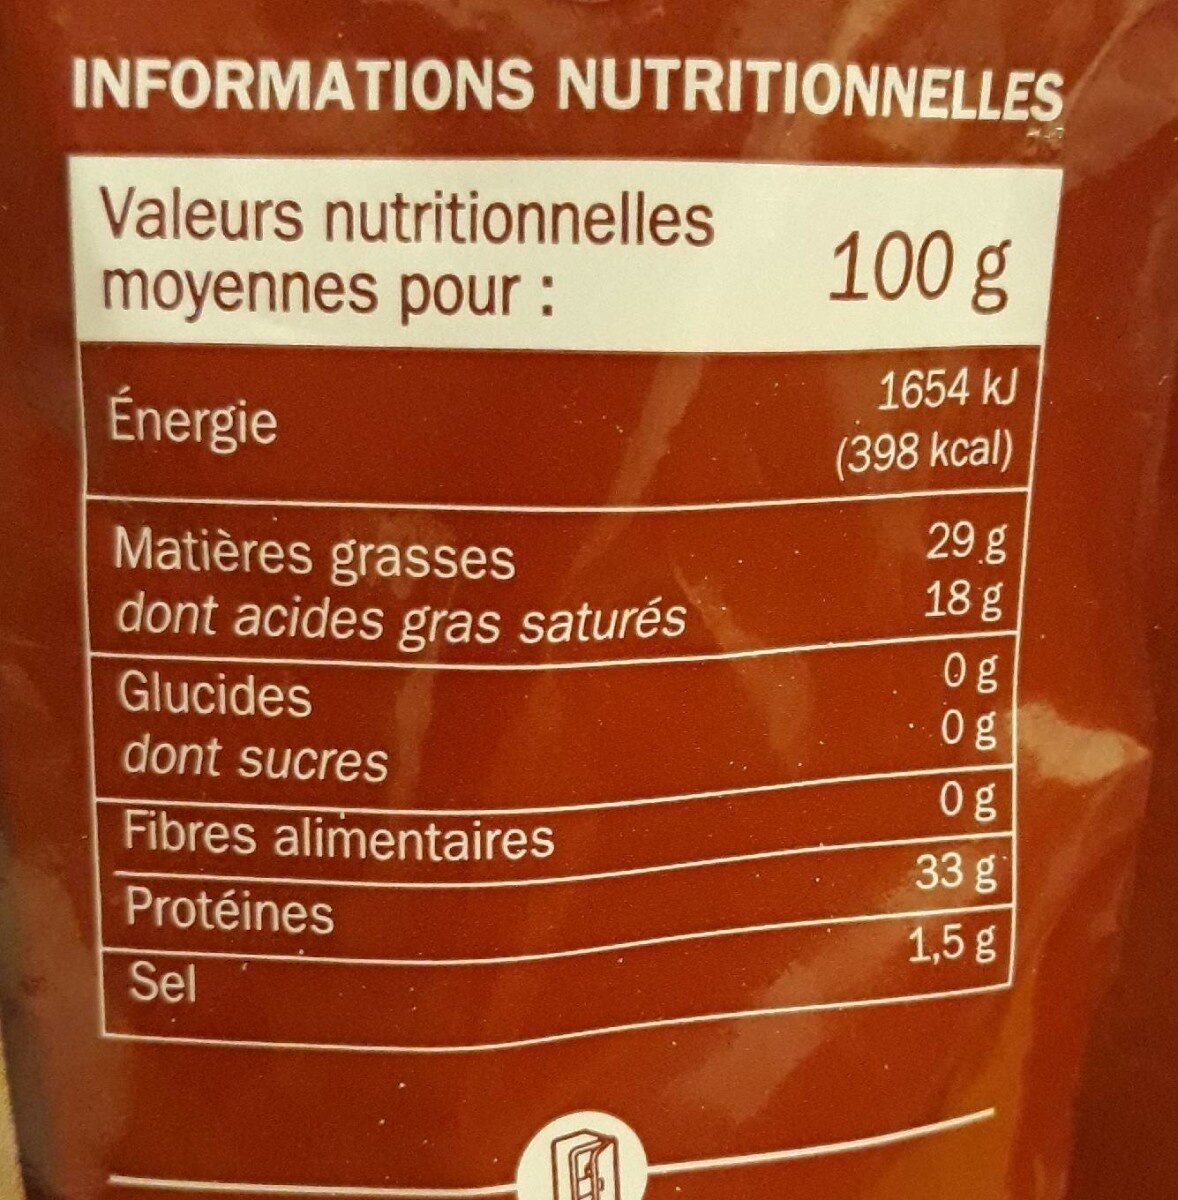 INFORMATIONS NUTRITIONNELLES
Valeurs nutritionnelles
moyennes pour :
100 g
Énergie
1654 kJ
(398 kcal)
Matières grasses 29 g
dont acides gras saturés 18 g
Glucides 0 g
dont sucres 0 g
Fibres alimentaires 0 g
Protéines 33 g
Sel 1,5 g